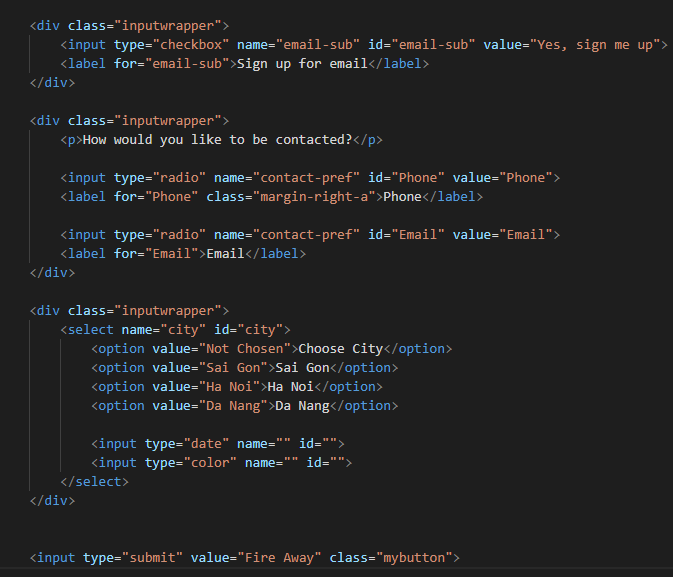 <div class="inputwrapper">
<input type="checkbox" name="email-sub" id="email-sub" value="Yes, sign me up">
<label for="email-sub">Sign up for email</label>
</div>
<div class="inputwrapper">
<p>How would you like to be contacted?</p>
<input type="radio" name="contact-pref" id="Phone" value="Phone">
<label for="Phone" class="margin-right-a">Phone</label>
<input type="radio" name="contact-pref" id="Email" value="Email">
<label for="Email">Email</label>
</div>
<div class="inputwrapper">
<select name="city" id="city">
<option value="Not Chosen">Choose City</option>
<option value="Sai Gon">Sai Gon</option>
<option value="Ha Noi">Ha Noi</option>
<option value="Da Nang">Da Nang</option>
<input type="date" name="" id="">
<input type="color" name="" id="">
</select>
</div>
<input type="submit" value="Fire Away" class="mybutton">